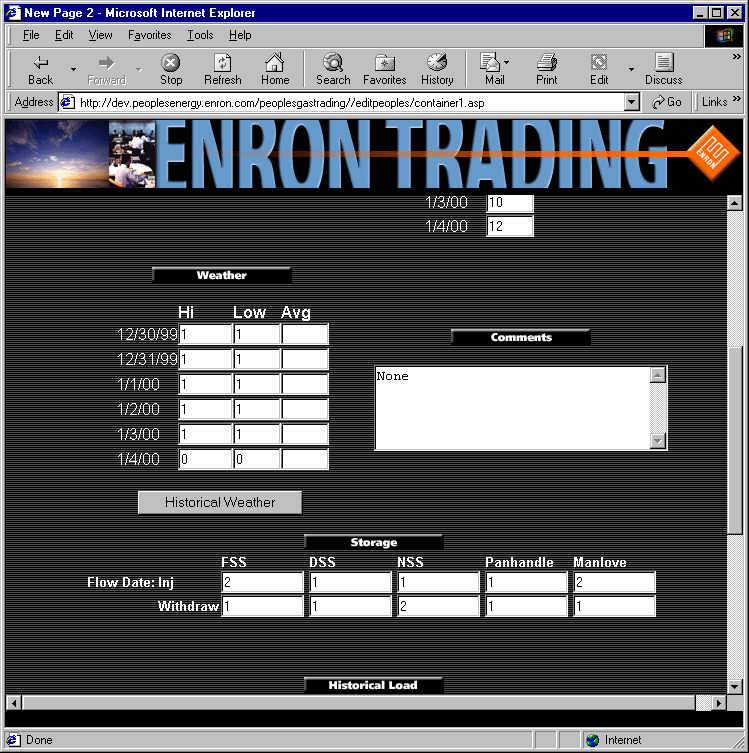 New Page 2 - Microsoft Internet Explorer
File Edit View Favorites Tools Help
Back Forward Stop Refresh Home Search Favorites History Mail Print Edit Discuss
Address http://dev.peoplesenergy.enron.com/peoplesgastrading//editpeoples/container1.asp Go Links
ENRON TRADING ENRON
1/3/00 10
1/4/00 12
Weather
Hi Low Avg
12/30/99 1 1
12/31/99 1 1
1/1/00 1 1
1/2/00 1 1
1/3/00 1 1
1/4/00 0 0
Comments
None
Historical Weather
Storage
FSS DSS NSS Panhandle Manlove
Flow Date: Inj 2 1 1 1 2
Withdraw 1 1 2 1 1
Historical Load
Done Internet